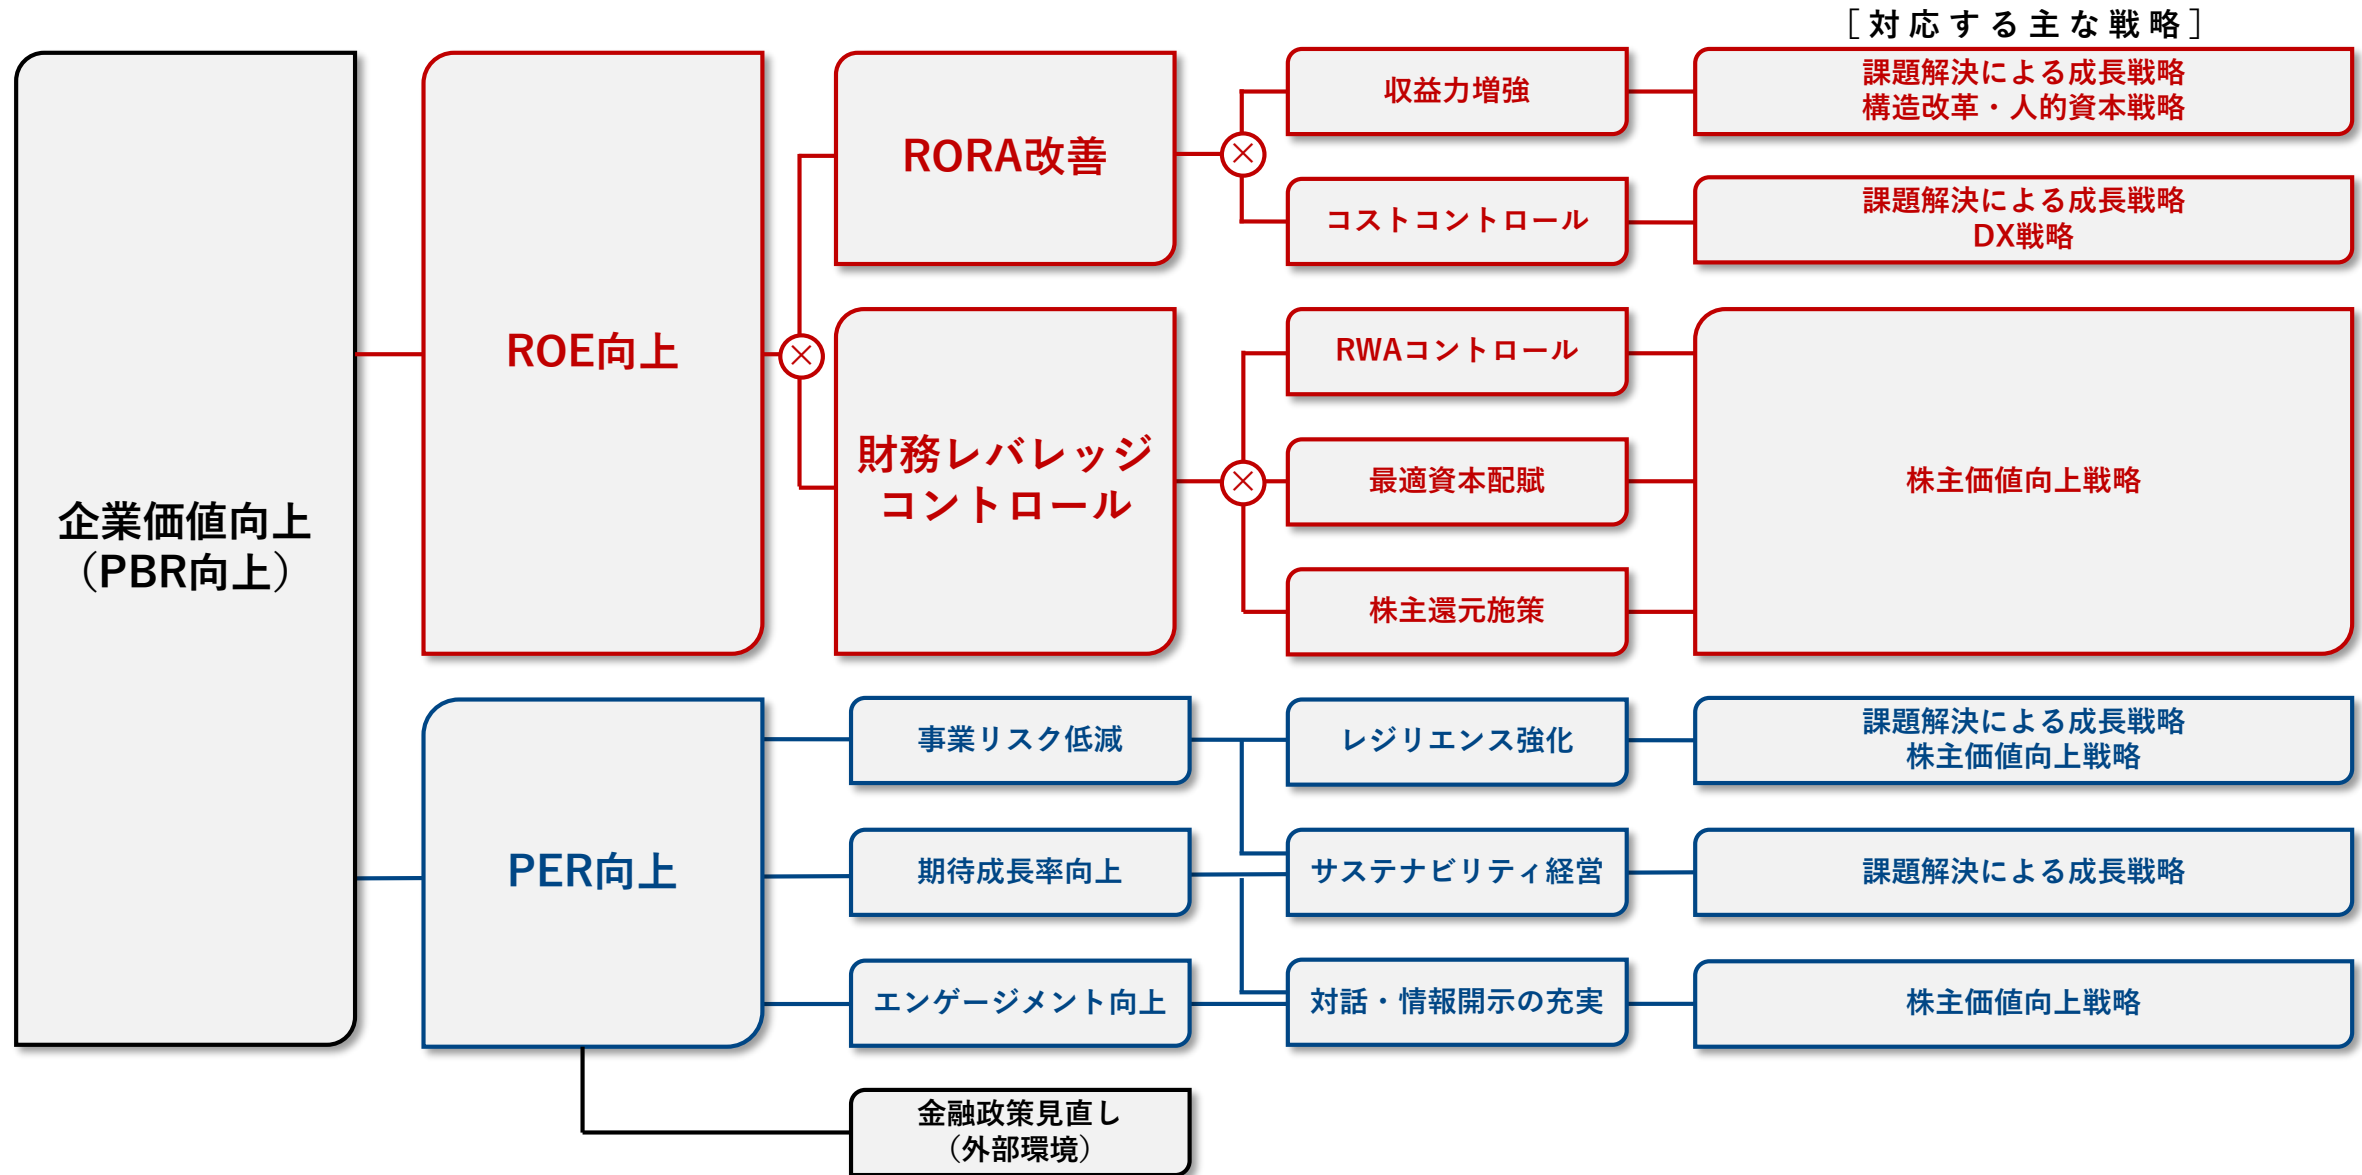 ［対応する主な戦略］
企業価値向上
（PBR向上）
ROE向上
RORA改善
収益力増強
課題解決による成長戦略
構造改革・人的資本戦略
コストコントロール
課題解決による成長戦略
DX戦略
財務レバレッジ
コントロール
RWAコントロール
最適資本配賦
株主還元施策
株主価値向上戦略
PER向上
事業リスク低減
レジリエンス強化
課題解決による成長戦略
株主価値向上戦略
期待成長率向上
サステナビリティ経営
課題解決による成長戦略
エンゲージメント向上
対話・情報開示の充実
株主価値向上戦略
金融政策見直し
（外部環境）